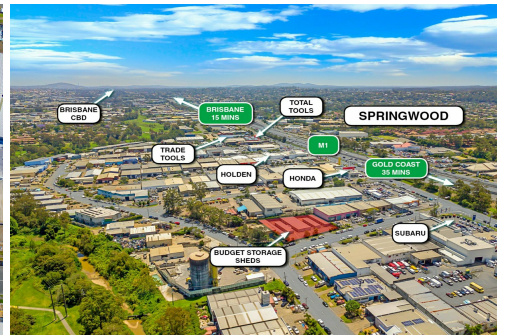 BRISBANE
CBD
BRISBANE
15 MINS
TOTAL
TOOLS
SPRINGWOOD
TRADE
TOOLS
M1
HOLDEN
HONDA
GOLD COAST
35 MINS
SUBARU
BUDGET STORAGE
SHEDS